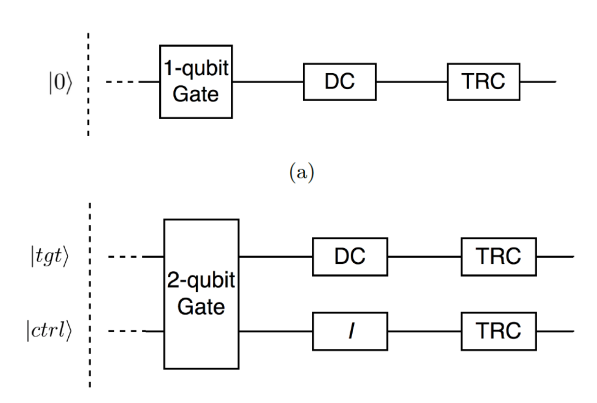 |0⟩ 1-qubit Gate DC TRC
(a)
|tgt⟩ DC TRC
2-qubit Gate
|ctrl⟩ I TRC